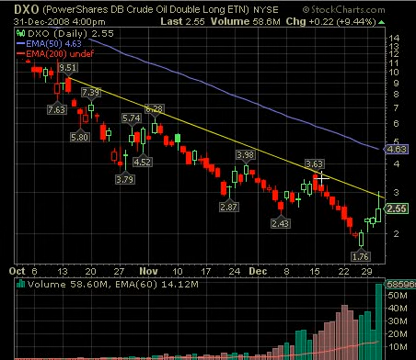 DXO (PowerShares DB Crude Oil Double Long ETN) NYSE © StockCharts.com
31-Dec-2008 4:00pm Last 2.55 Volume 58.6M Chg +0.22 (+9.44%)
DXO (Daily) 2.55
EMA(50) 4.63
EMA(200) undef
14
13
12
11
10
9
8
7
6
5
4.63
4
3
2.55
2
9.51
7.63
7.39
5.80
3.79
5.74
4.52
6.28
2.87
3.98
2.43
3.63
1.76
Oct 6 13 20 27 Nov 10 17 24 Dec 8 15 22 29
Volume 58.60M, EMA(60) 14.12M
50M
40M
30M
20M
10M